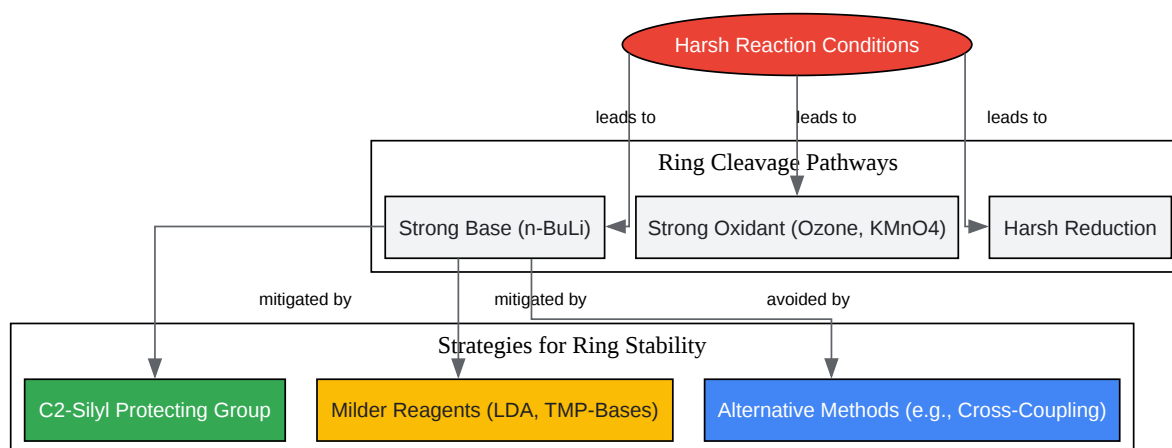 Harsh Reaction Conditions
leads to
leads to
leads to
Ring Cleavage Pathways
Strong Base (n-BuLi)
Strong Oxidant (Ozone, KMnO4)
Harsh Reduction
mitigated by
mitigated by
avoided by
Strategies for Ring Stability
C2-Silyl Protecting Group
Milder Reagents (LDA, TMP-Bases)
Alternative Methods (e.g., Cross-Coupling)